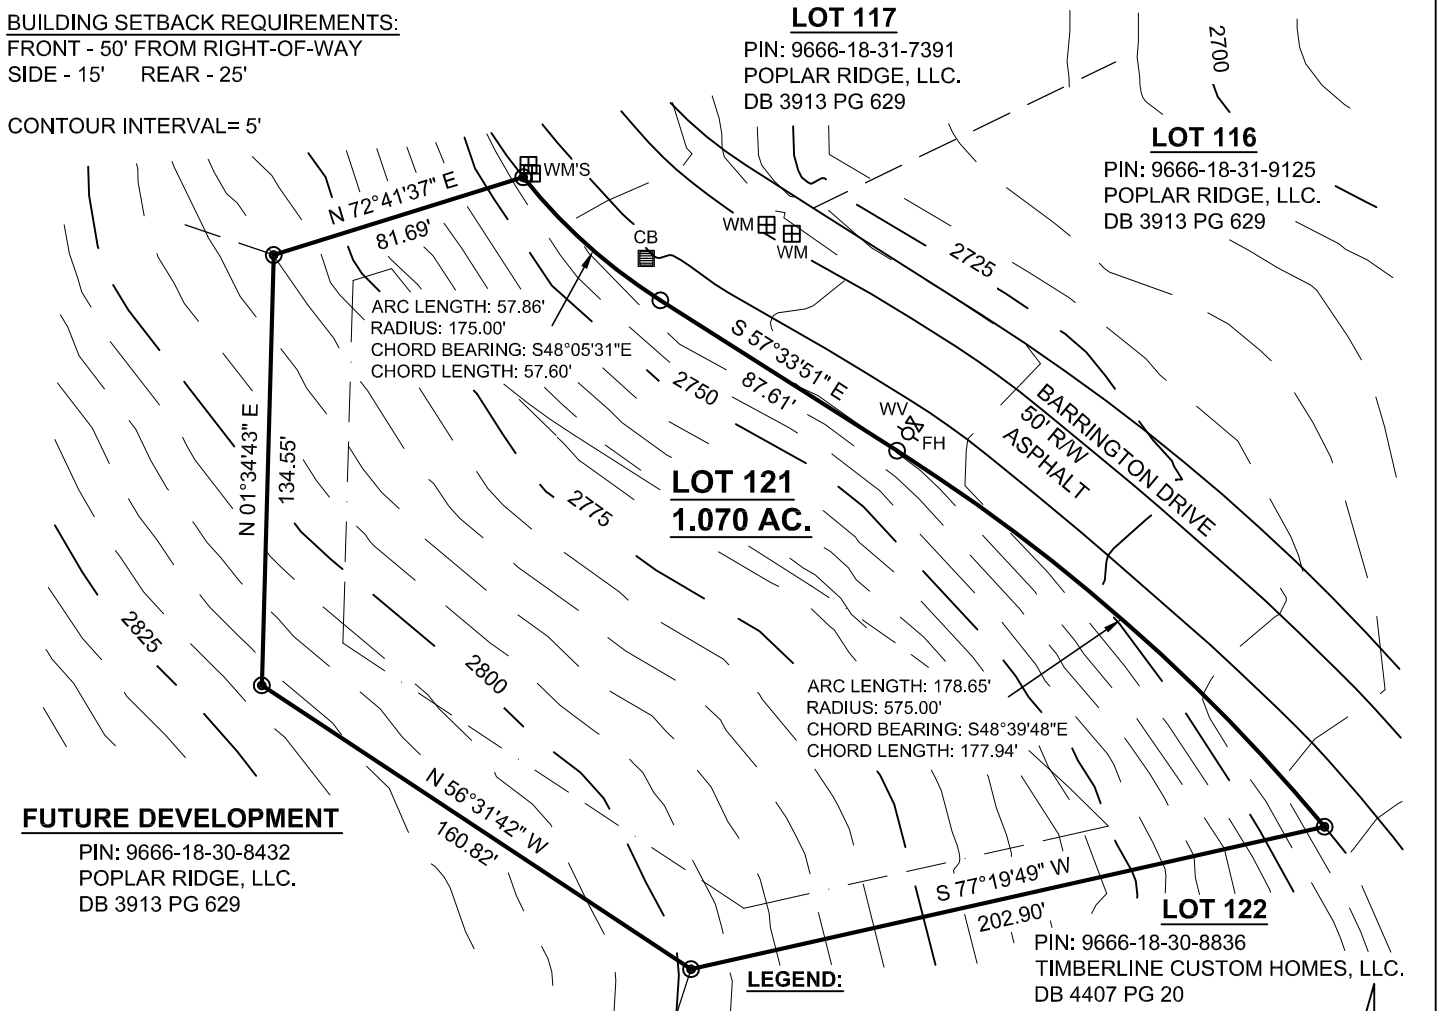 BUILDING SETBACK REQUIREMENTS:
FRONT - 50' FROM RIGHT-OF-WAY
SIDE - 15' REAR - 25'
CONTOUR INTERVAL= 5'
LOT 117
PIN: 9666-18-31-7391
POPLAR RIDGE, LLC.
DB 3913 PG 629
2700
LOT 116
PIN: 9666-18-31-9125
POPLAR RIDGE, LLC.
DB 3913 PG 629
WM'S
N 72°41'37" E
81.69'
CB
WM
WM
2725
ARC LENGTH: 57.86'
RADIUS: 175.00'
CHORD BEARING: S48°05'31"E
CHORD LENGTH: 57.60'
S 57°33'51" E
87.61'
2750
WV
FH
BARRINGTON DRIVE
50' R/W
ASPHALT
N 01°34'43" E
134.55'
LOT 121
1.070 AC.
2775
2825
2800
ARC LENGTH: 178.65'
RADIUS: 575.00'
CHORD BEARING: S48°39'48"E
CHORD LENGTH: 177.94'
N 56°31'42" W
160.82'
FUTURE DEVELOPMENT
PIN: 9666-18-30-8432
POPLAR RIDGE, LLC.
DB 3913 PG 629
S 77°19'49" W
202.90'
LOT 122
PIN: 9666-18-30-8836
TIMBERLINE CUSTOM HOMES, LLC.
DB 4407 PG 20
LEGEND: